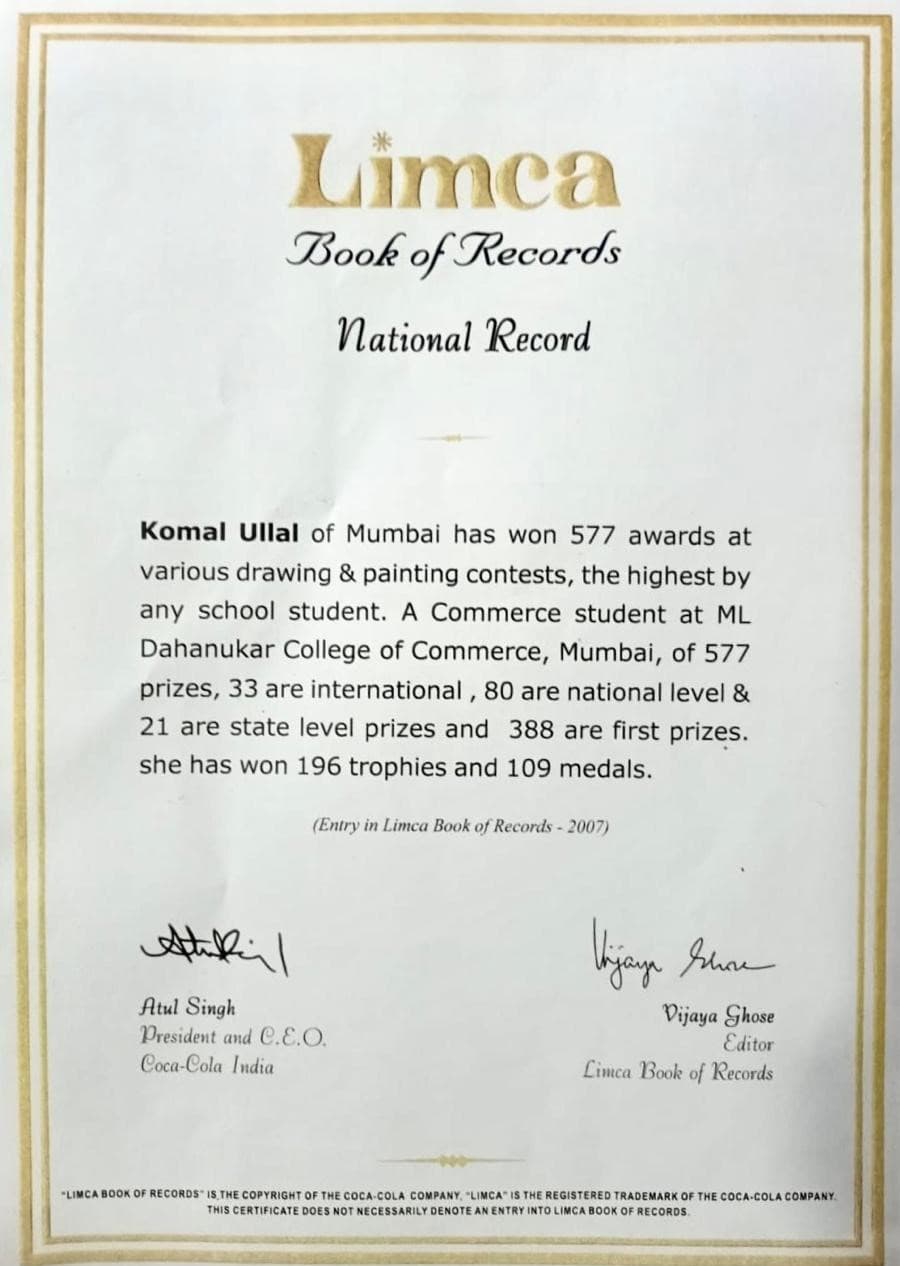 Limca
Book of Records
National Record
Komal Ullal of Mumbai has won 577 awards at
various drawing & painting contests, the highest by
any school student. A Commerce student at ML
Dahanukar College of Commerce, Mumbai, of 577
prizes, 33 are international , 80 are national level &
21 are state level prizes and 388 are first prizes.
she has won 196 trophies and 109 medals.
(Entry in Limca Book of Records - 2007)
Vijaya Ghose
Atul Singh
President and C.E.O.
Coca-Cola India
Vijaya Ghose
Editor
Limca Book of Records
"LIMCA BOOK OF RECORDS" IS THE COPYRIGHT OF THE COCA-COLA COMPANY. "LIMCA" IS THE REGISTERED TRADEMARK OF THE COCA-COLA COMPANY.
THIS CERTIFICATE DOES NOT NECESSARILY DENOTE AN ENTRY INTO LIMCA BOOK OF RECORDS.